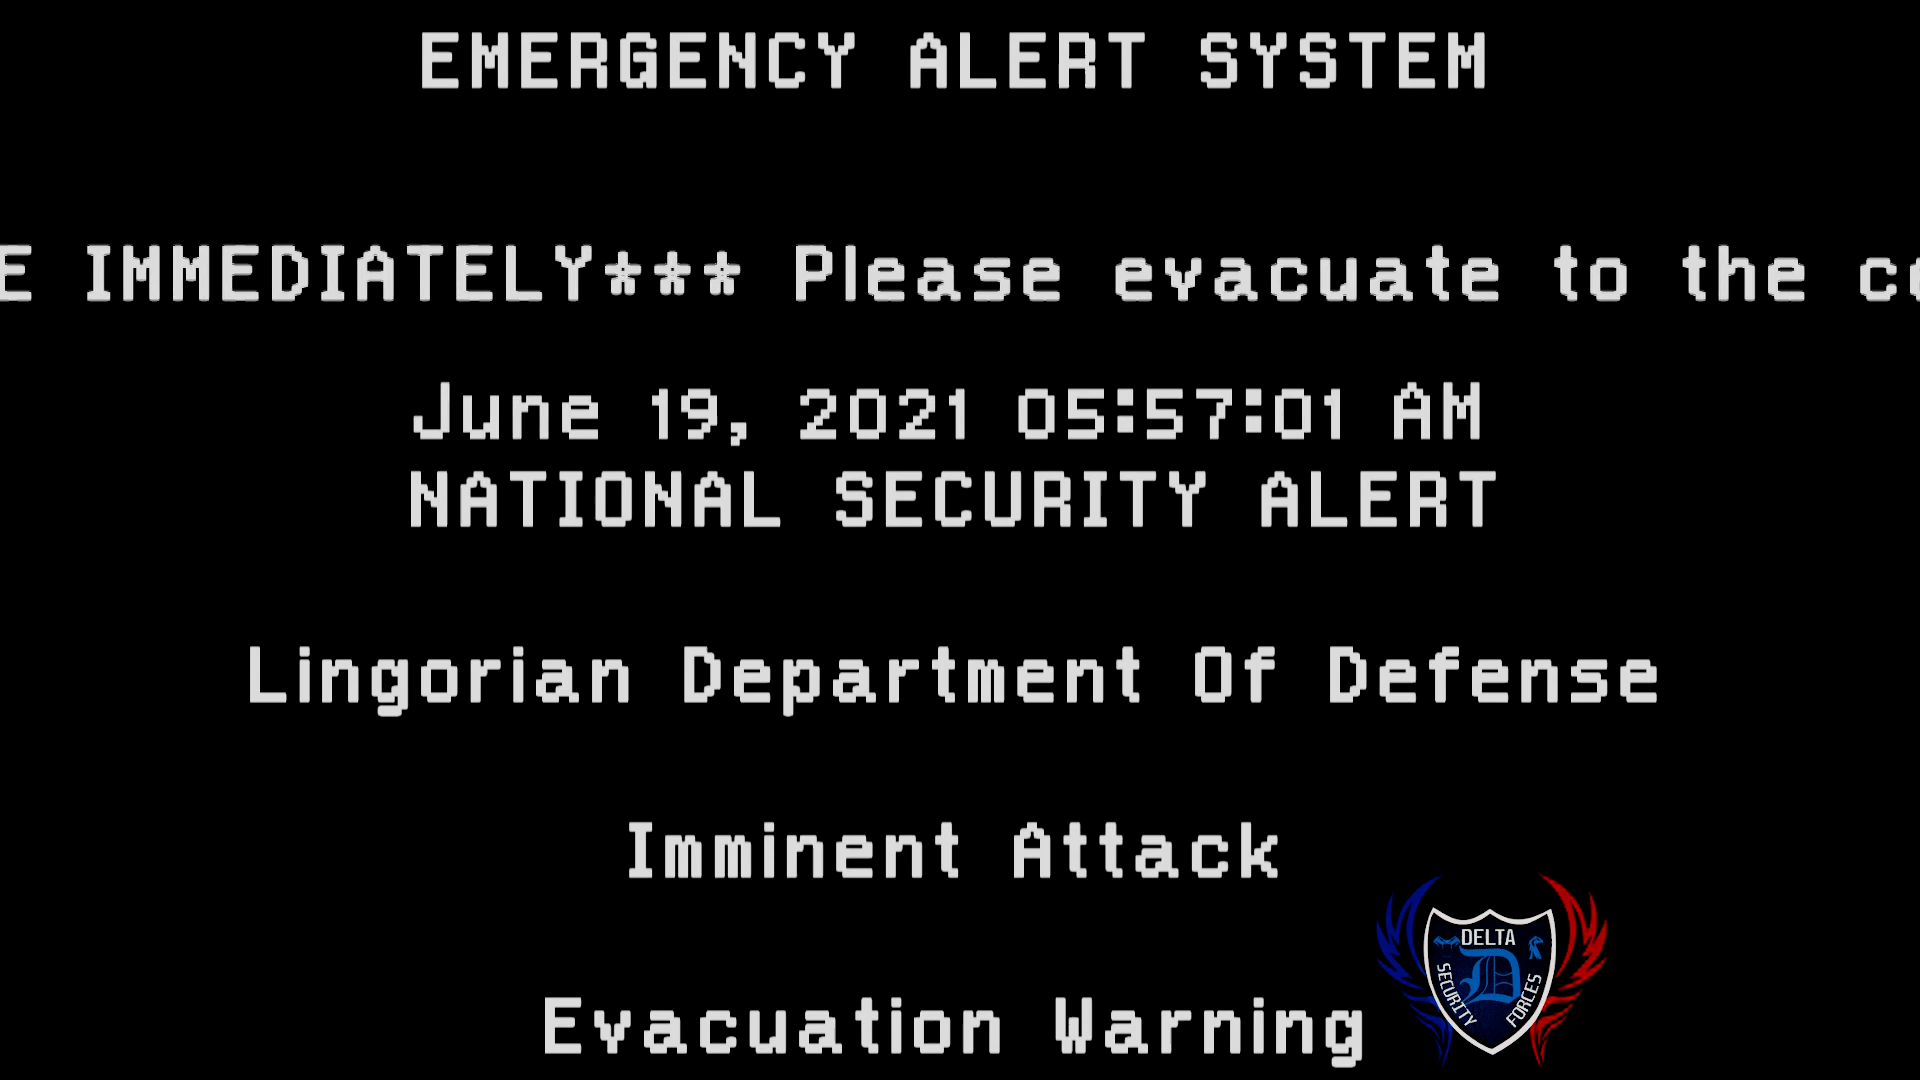 EMERGENCY ALERT SYSTEM
E IMMEDIATELY*** Please evacuate to the
June 19, 2021 05:57:01 AM
NATIONAL SECURITY ALERT
Lingorian Department Of Defense
Imminent Attack
Evacuation Warning
DELTA
D
SECURITY FORCES